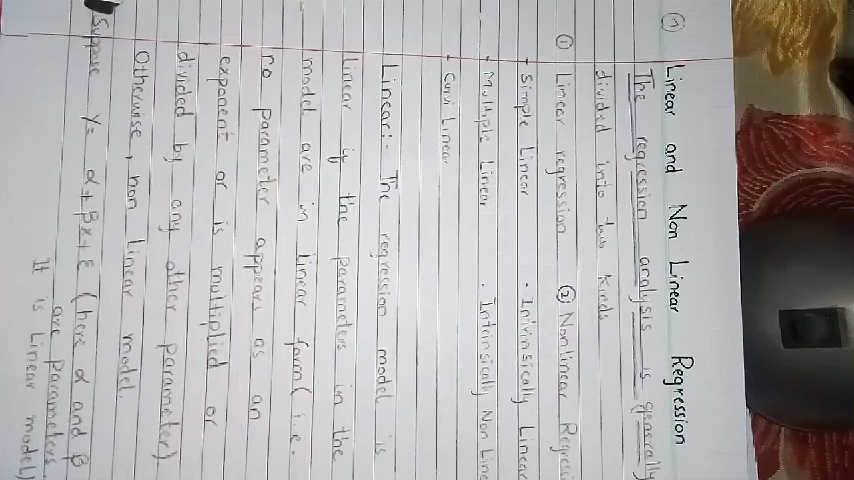 ① Linear and Non Linear Regression
The regression analysis is generally
divided into two kinds
① Linear regression ② Nonlinear Regressi
- Simple Linear • Intrinsically Linear
- Multiple Linear • Intrinsically Non Line
- Curvi Linear
Linear:- The regression model is
linear if the parameters in the
model are in linear form (i.e.
no parameter appears as an
exponent or is multiplied or
divided by any other parameter).
Otherwise, non linear model.
Suppose y = α + βx + ε (here α and β
are parameters.
It is Linear model)